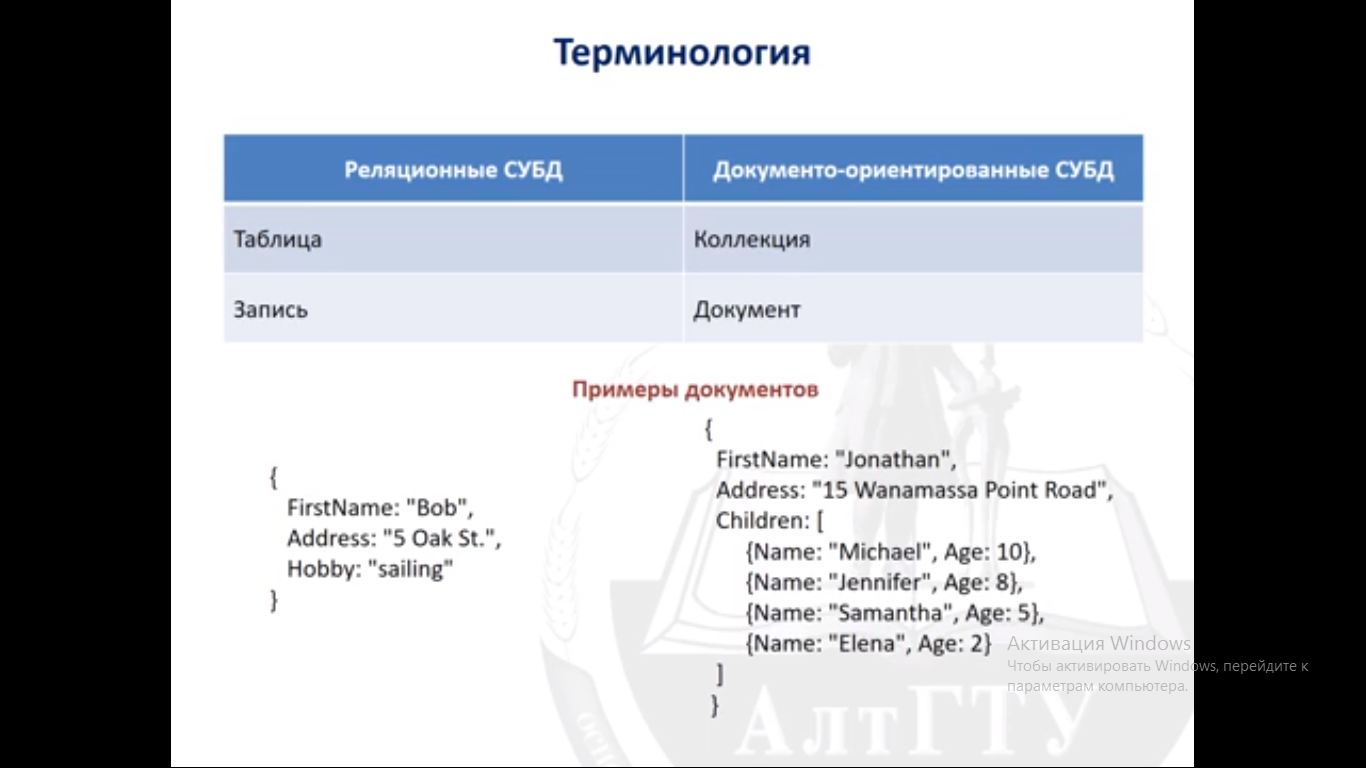 Терминология
Реляционные СУБД
Документо-ориентированные СУБД
Таблица
Коллекция
Запись
Документ
Примеры документов
{
FirstName: "Bob",
Address: "5 Oak St.",
Hobby: "sailing"
}
{
FirstName: "Jonathan",
Address: "15 Wanamassa Point Road",
Children: [
{Name: "Michael", Age: 10},
{Name: "Jennifer", Age: 8},
{Name: "Samantha", Age: 5},
{Name: "Elena", Age: 2}
]
}
АлтГТУ
Активация Windows
Чтобы активировать Windows, перейдите к
параметрам компьютера.